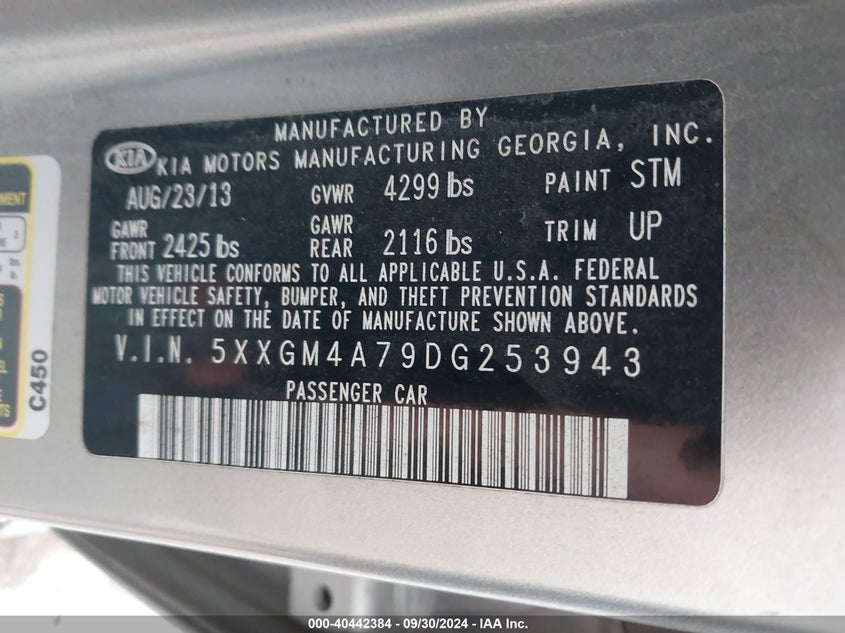 MANUFACTURED BY
KIA KIA MOTORS MANUFACTURING GEORGIA, INC.
AUG/23/13 GVWR 4299 lbs PAINT STM
GAWR FRONT 2425 lbs GAWR REAR 2116 lbs TRIM UP
THIS VEHICLE CONFORMS TO ALL APPLICABLE U.S.A. FEDERAL
MOTOR VEHICLE SAFETY, BUMPER, AND THEFT PREVENTION STANDARDS
IN EFFECT ON THE DATE OF MANUFACTURE SHOWN ABOVE.
V.I.N. 5XXGM4A79DG253943
PASSENGER CAR
C450
000-40442384 - 09/30/2024 - IAA Inc.